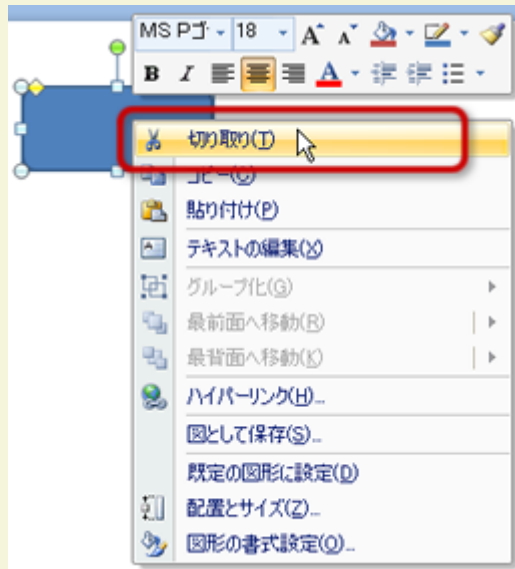 MS Pゴ 18
B I A
切り取り(T)
コピー(C)
貼り付け(P)
テキストの編集(X)
グループ化(G)
最前面へ移動(R)
最背面へ移動(K)
ハイパーリンク(H)...
図として保存(S)...
既定の図形に設定(D)
配置とサイズ(Z)...
図形の書式設定(O)...